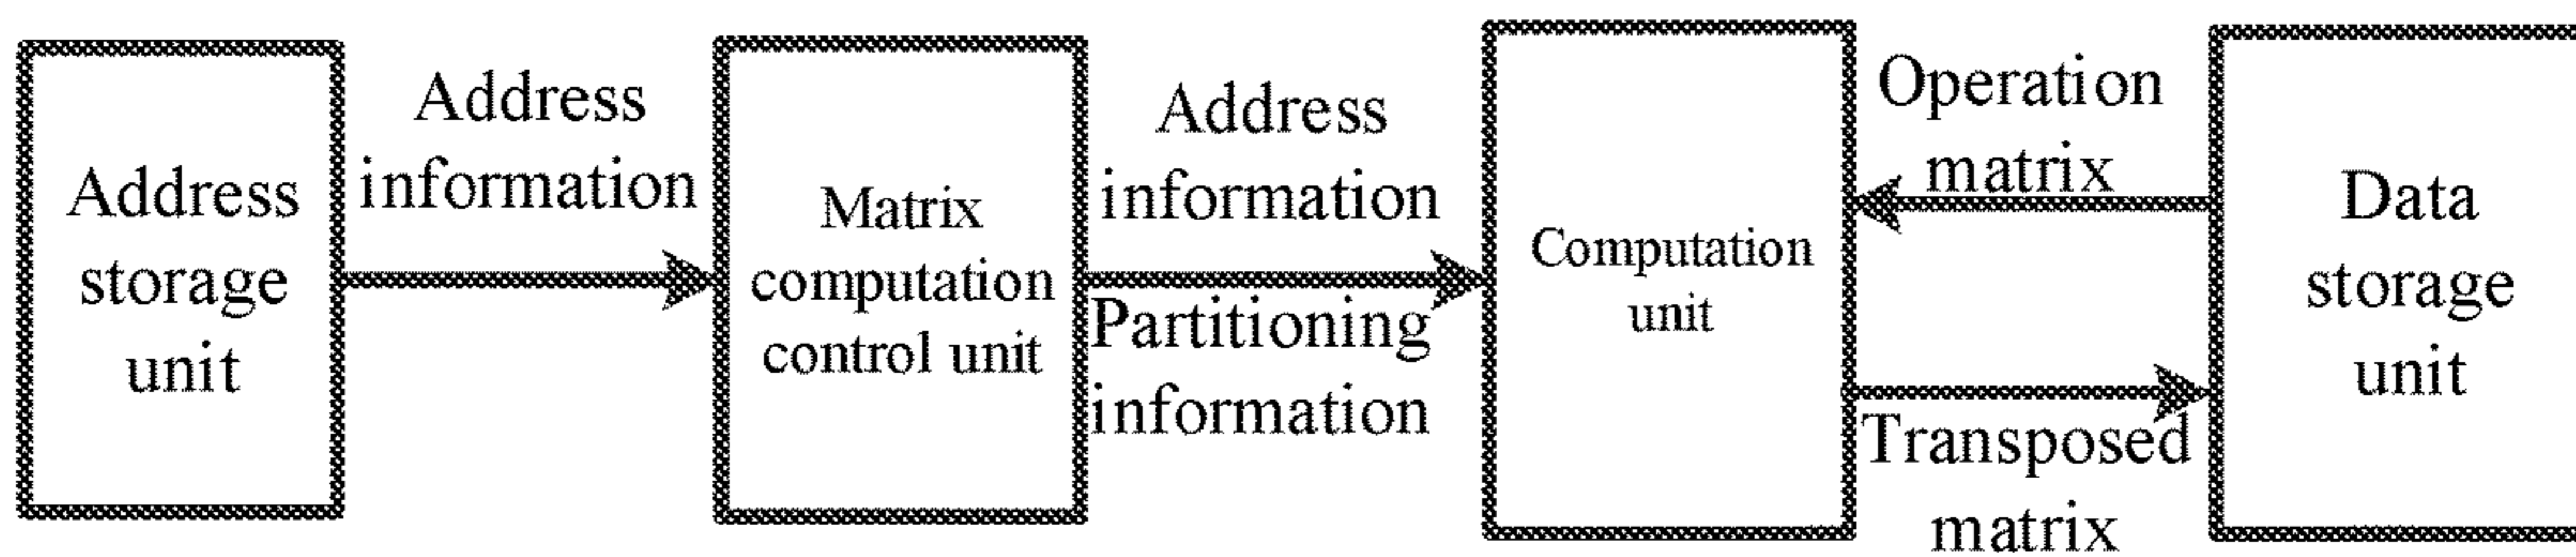 Address
storage
unit
Address
information
Matrix
computation
control unit
Address
information
Partitioning
information
Computation
unit
Operation
matrix
Transposed
matrix
Data
storage
unit